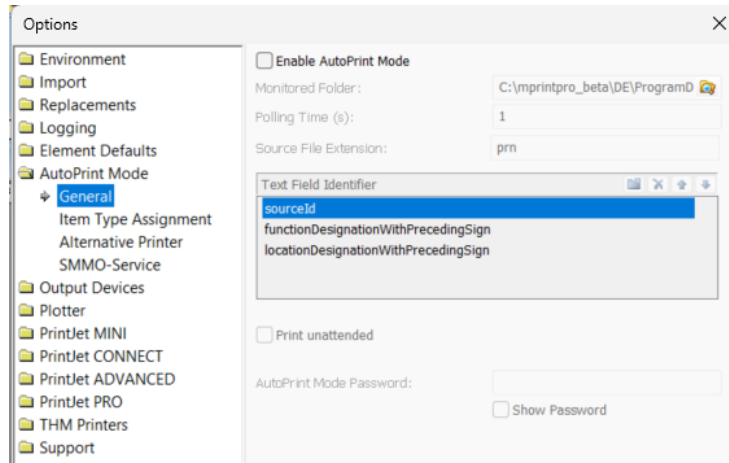 Options
Environment
Import
Replacements
Logging
Element Defaults
AutoPrint Mode
General
Item Type Assignment
Alternative Printer
SMMO-Service
Output Devices
Plotter
PrintJet MINI
PrintJet CONNECT
PrintJet ADVANCED
PrintJet PRO
THM Printers
Support
Enable AutoPrint Mode
Monitored Folder: C:\mprintpro_beta\DE\ProgramD
Polling Time (s): 1
Source File Extension: prn
Text Field Identifier
sourceId
functionDesignationWithPrecedingSign
locationDesignationWithPrecedingSign
Print unattended
AutoPrint Mode Password:
Show Password